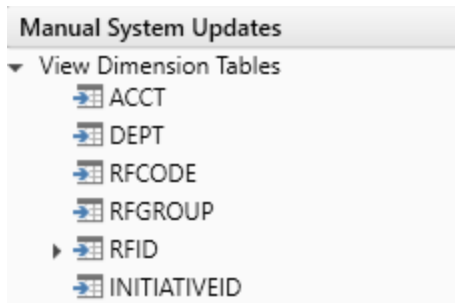 Manual System Updates
View Dimension Tables
ACCT
DEPT
RFCODE
RFGROUP
RFID
INITIATIVEID